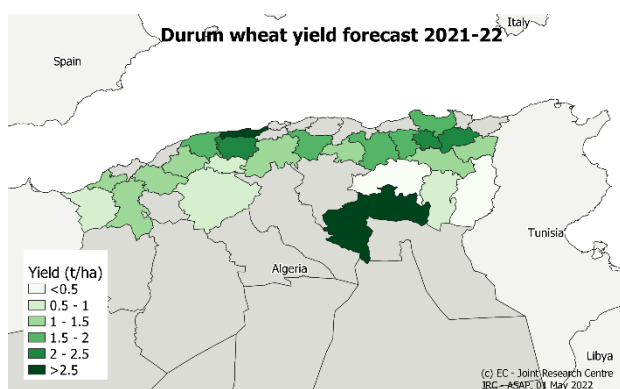 Durum wheat yield forecast 2021-22
Italy
Spain
Tunisia
Algeria
Libya
Yield (t/ha)
<0.5
0.5 - 1
1 - 1.5
1.5 - 2
2 - 2.5
>2.5
(c) EC - Joint Research Centre
JRC - ASAP, 01 May 2022